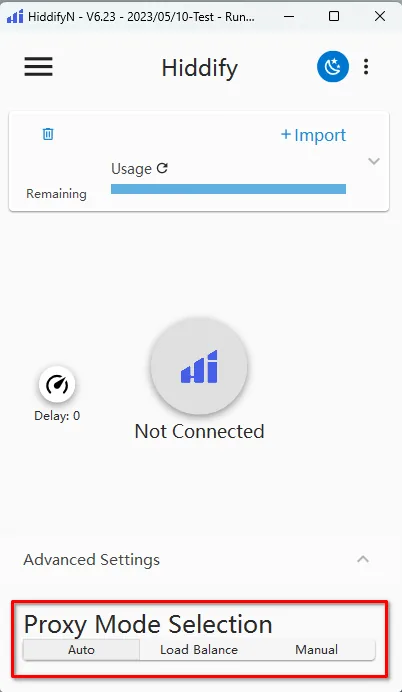 HiddifyN - V6.23 - 2023/05/10-Test - Run...
Hiddify
+Import
Usage
Remaining
Delay: 0
Not Connected
Advanced Settings
Proxy Mode Selection
Auto Load Balance Manual